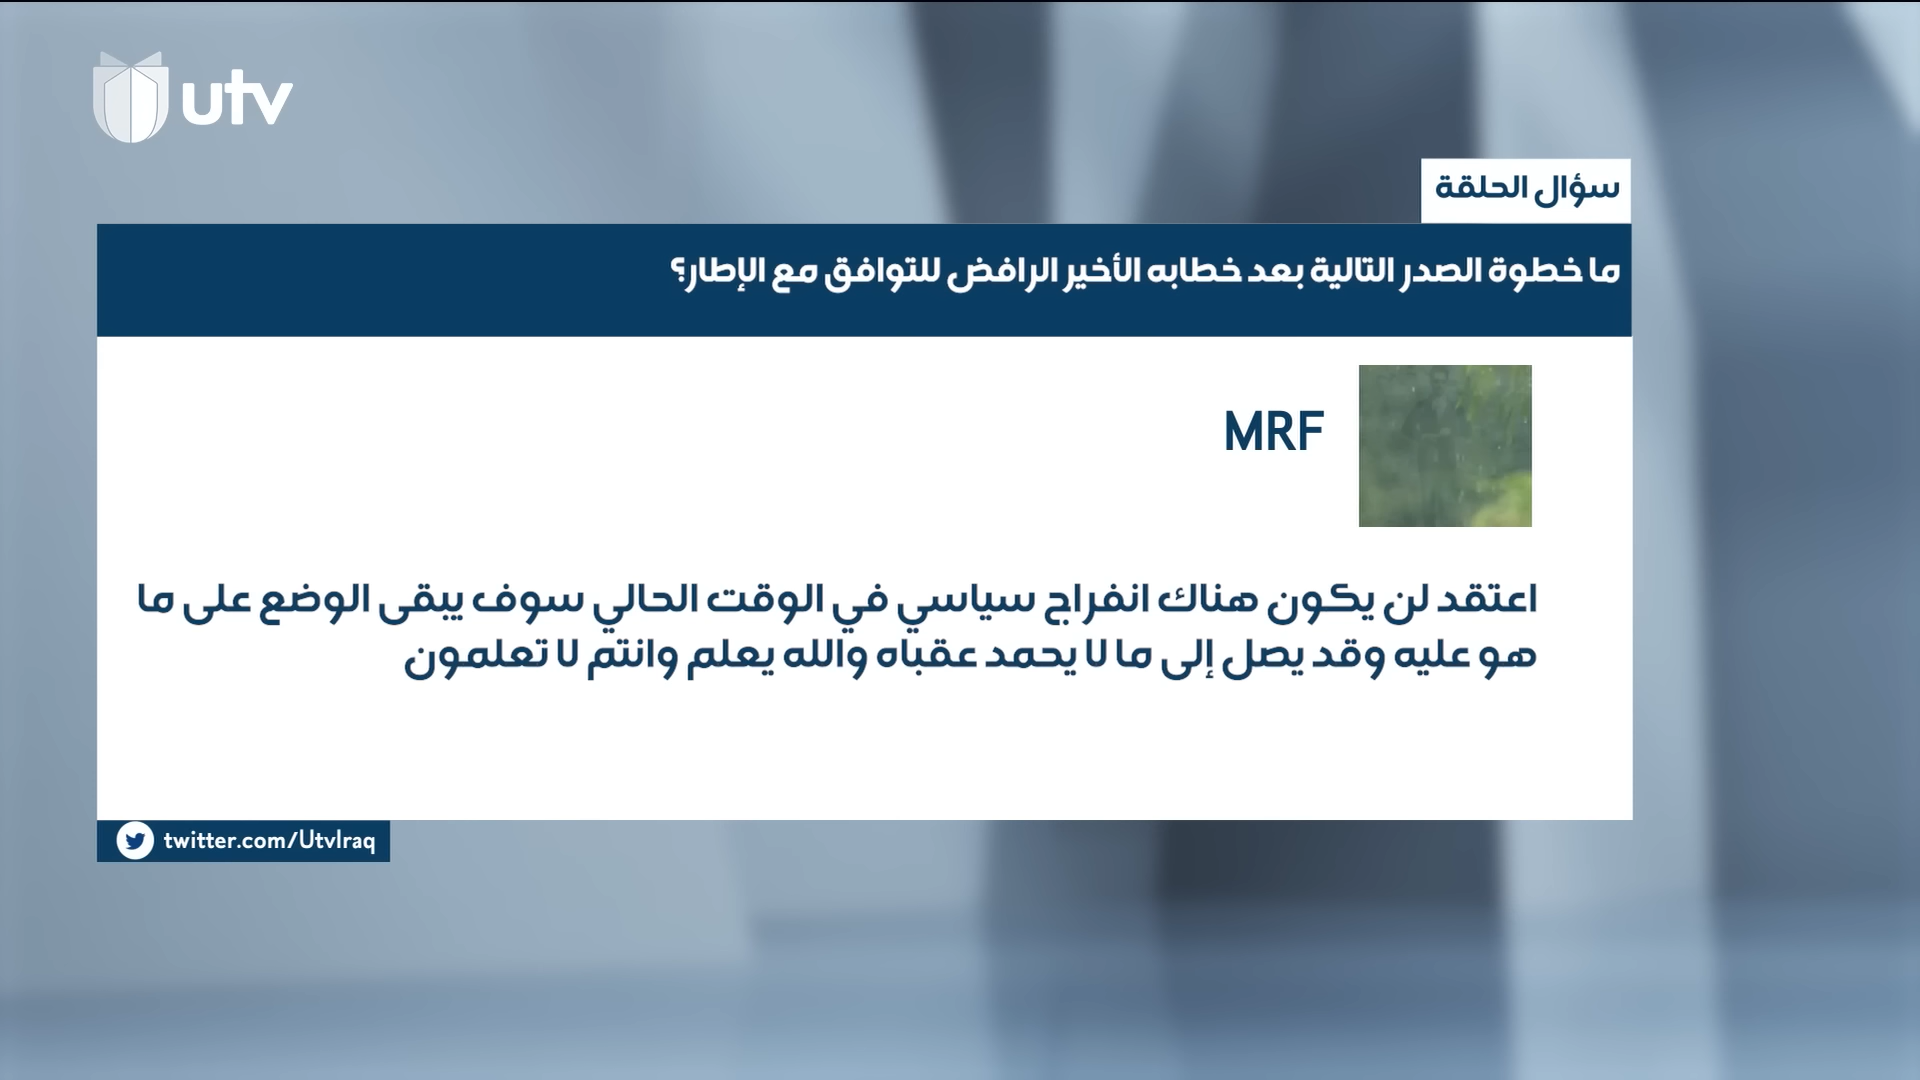 utv
سؤال الحلقة
ما خطوة الصدر التالية بعد خطابه الأخير الرافض للتوافق مع الإطار؟
MRF
اعتقد لن يكون هناك انفراج سياسي في الوقت الحالي سوف يبقى الوضع على ما
هو عليه وقد يصل إلى ما لا يحمد عقباه والله يعلم وانتم لا تعلمون
twitter.com/UtvIraq